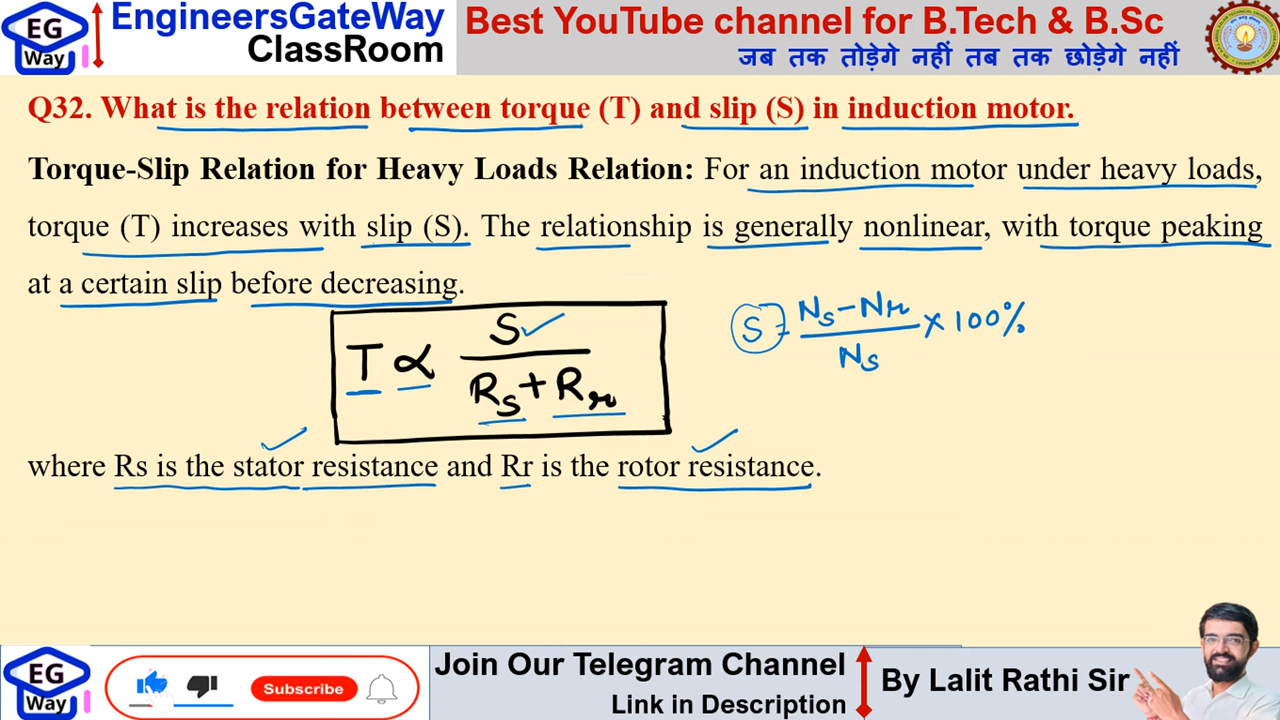 EG Way
EngineersGateWay
ClassRoom
Best YouTube channel for B.Tech & B.Sc
जब तक तोड़ेगे नहीं तब तक छोड़ेगे नहीं
Q32. What is the relation between torque (T) and slip (S) in induction motor.
Torque-Slip Relation for Heavy Loads Relation: For an induction motor under heavy loads,
torque (T) increases with slip (S). The relationship is generally nonlinear, with torque peaking
at a certain slip before decreasing.
T ∝ S / (Rs + Rr)
S = (Ns - Nr) / Ns × 100%
where Rs is the stator resistance and Rr is the rotor resistance.
EG Way
Subscribe
Join Our Telegram Channel
Link in Description
By Lalit Rathi Sir